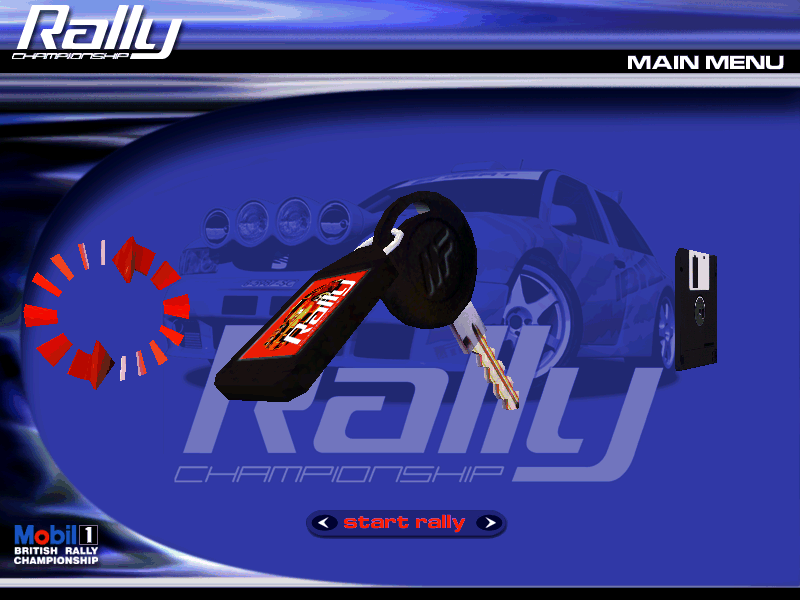 Rally
CHAMPIONSHIP
MAIN MENU
Rally
Rally
CHAMPIONSHIP
start rally
Mobil 1
BRITISH RALLY
CHAMPIONSHIP